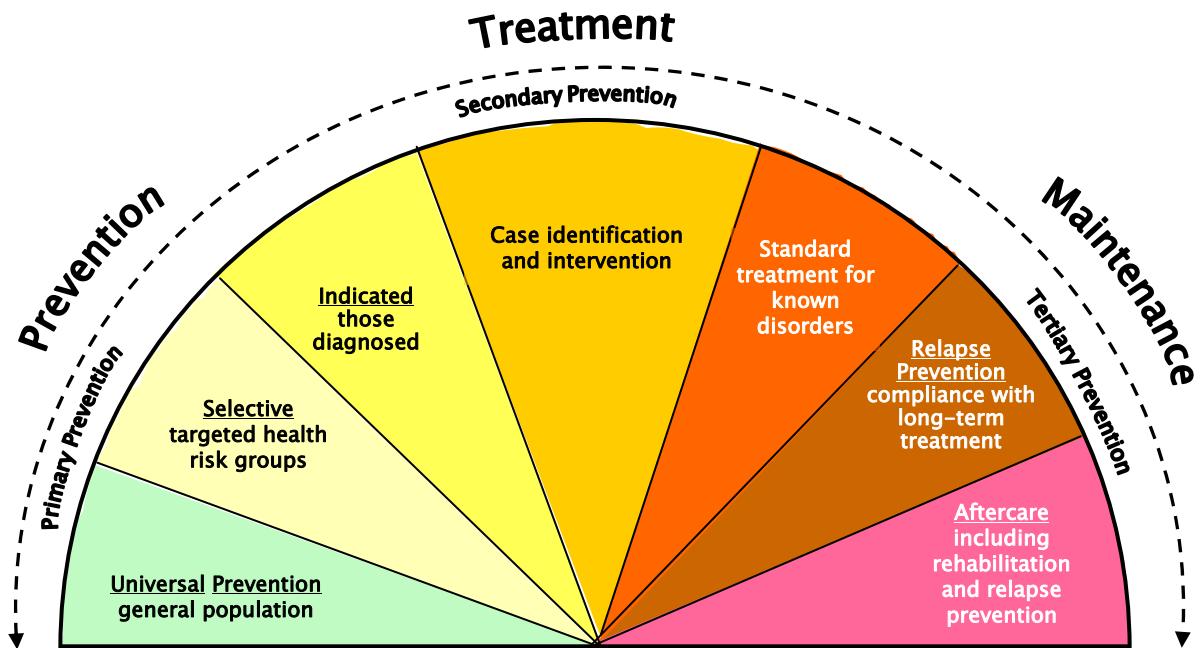 Treatment
Secondary Prevention
Prevention
Primary Prevention
Maintenance
Tertiary Prevention
Universal Prevention
general population
Selective
targeted health
risk groups
Indicated
those
diagnosed
Case identification
and intervention
Standard
treatment for
known
disorders
Relapse
Prevention
compliance with
long-term
treatment
Aftercare
including
rehabilitation
and relapse
prevention